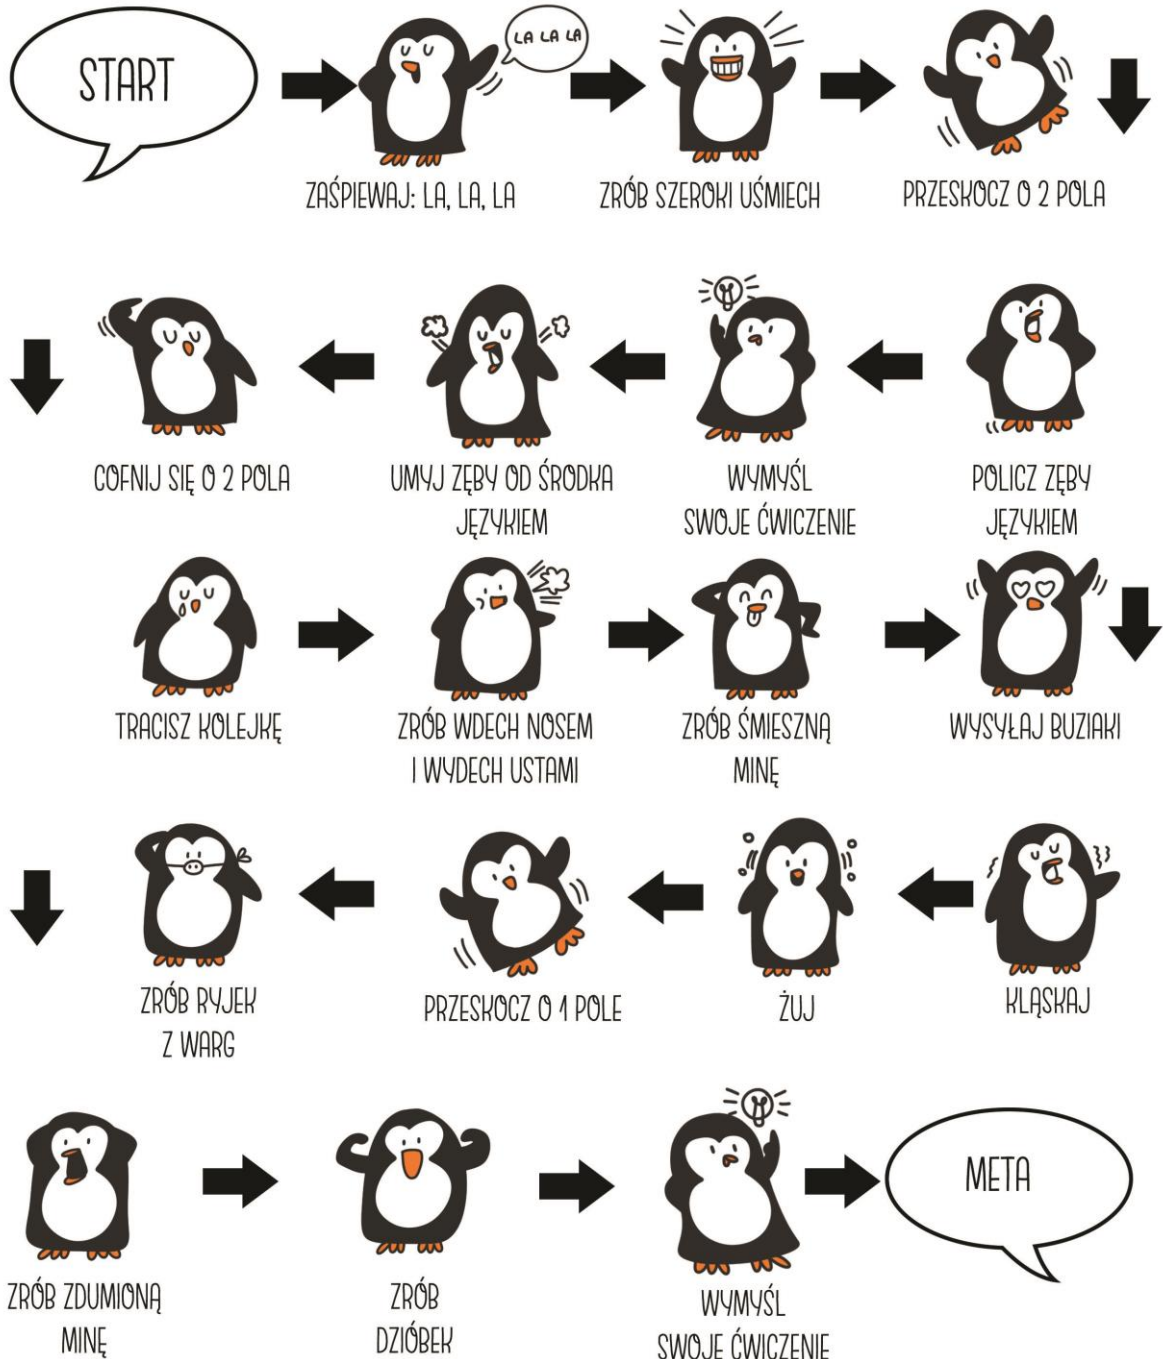 START
LA LA LA
ZAŚPIEWAJ: LA, LA, LA
ZRÓB SZEROKI UŚMIECH
PRZESKOCZ O 2 POLA
COFNIJ SIĘ O 2 POLA
UMYJ ZĘBY OD ŚRODKA
JĘZYKIEM
WYMYŚL
SWOJE ĆWICZENIE
POLICZ ZĘBY
JĘZYKIEM
TRACISZ KOLEJKĘ
ZRÓB WDECH NOSEM
I WYDECH USTAMI
ZRÓB ŚMIESZNĄ
MINĘ
WYSYŁAJ BUZIAKI
ZRÓB RYJEK
Z WARG
PRZESKOCZ O 1 POLE
ŻUJ
KLĄSKAJ
ZRÓB ZDUMIONĄ
MINĘ
ZRÓB
DZIÓBEK
WYMYŚL
SWOJE ĆWICZENIE
META